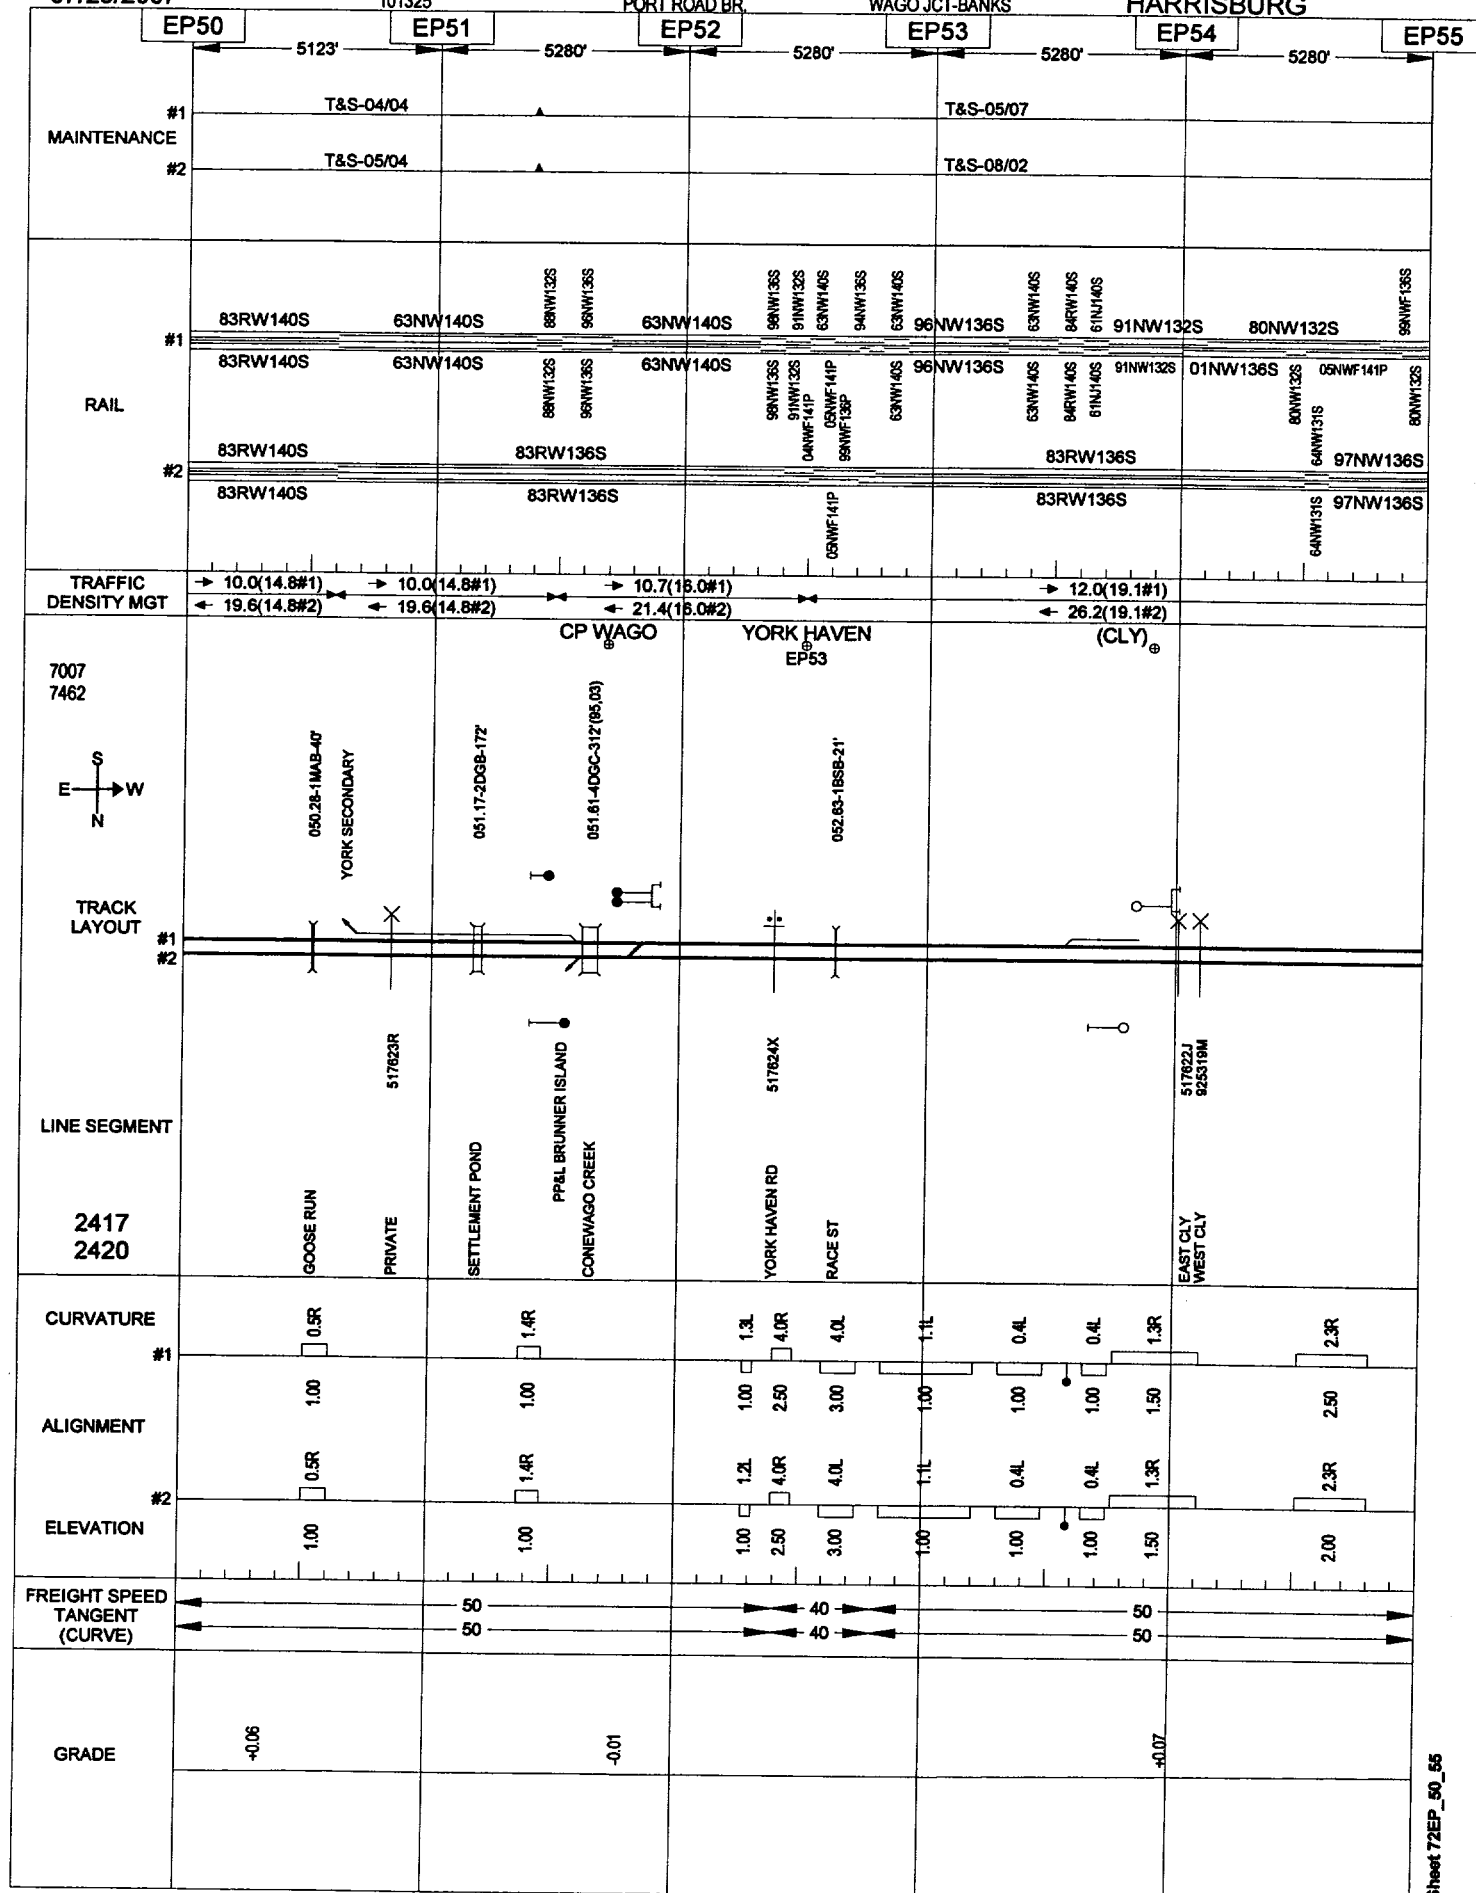 101325 PORT ROAD BR. WAGO JCT-BANKS HARRISBURG
EP50 EP51 EP52 EP53 EP54 EP55
5123' 5280' 5280' 5280' 5280'
MAINTENANCE
#1 T&S-04/04 T&S-05/07
#2 T&S-05/04 T&S-08/02
RAIL
88NW132S 96NW136S 98NW136S 91NW132S 63NW140S 94NW136S 63NW140S 63NW140S 84RW140S 61NJ140S 99NWF136S
83RW140S 63NW140S 63NW140S 96NW136S 91NW132S 80NW132S
#1
83RW140S 63NW140S 63NW140S 96NW136S 91NW132S 01NW136S 05NWF141P
88NW132S 96NW136S 98NW136S 91NW132S 04NWF141P 05NWF141P 99NWF136P 63NW140S 63NW140S 84RW140S 61NJ140S 80NW132S 64NW131S 80NW132S
83RW140S 83RW136S 83RW136S 97NW136S
#2
83RW140S 83RW136S 83RW136S 97NW136S
05NWF141P 64NW131S
TRAFFIC
DENSITY MGT
10.0(14.8#1) 10.0(14.8#1) 10.7(16.0#1) 12.0(19.1#1)
19.6(14.8#2) 19.6(14.8#2) 21.4(16.0#2) 26.2(19.1#2)
CP WAGO YORK HAVEN (CLY)
EP53
7007
7462
S
E W
N
050.28-1MAB-40' YORK SECONDARY 051.17-2DGB-172' 051.61-4DGC-312'(95,03) 052.63-1BSB-21'
TRACK
LAYOUT
#1
#2
517623R 517624X 517622J 925319M
LINE SEGMENT
2417
2420
GOOSE RUN PRIVATE SETTLEMENT POND PP&L BRUNNER ISLAND CONEWAGO CREEK YORK HAVEN RD RACE ST EAST CLY WEST CLY
CURVATURE
0.5R 1.4R 1.3L 4.0R 4.0L 1.1L 0.4L 0.4L 1.3R 2.3R
#1
1.00 1.00 1.00 2.50 3.00 1.00 1.00 1.00 1.50 2.50
ALIGNMENT
0.5R 1.4R 1.2L 4.0R 4.0L 1.1L 0.4L 0.4L 1.3R 2.3R
#2
ELEVATION
1.00 1.00 1.00 2.50 3.00 1.00 1.00 1.00 1.50 2.00
FREIGHT SPEED
TANGENT
(CURVE)
50 40 50
50 40 50
GRADE
+0.06 -0.01 +0.07
Sheet 72EP_50_55